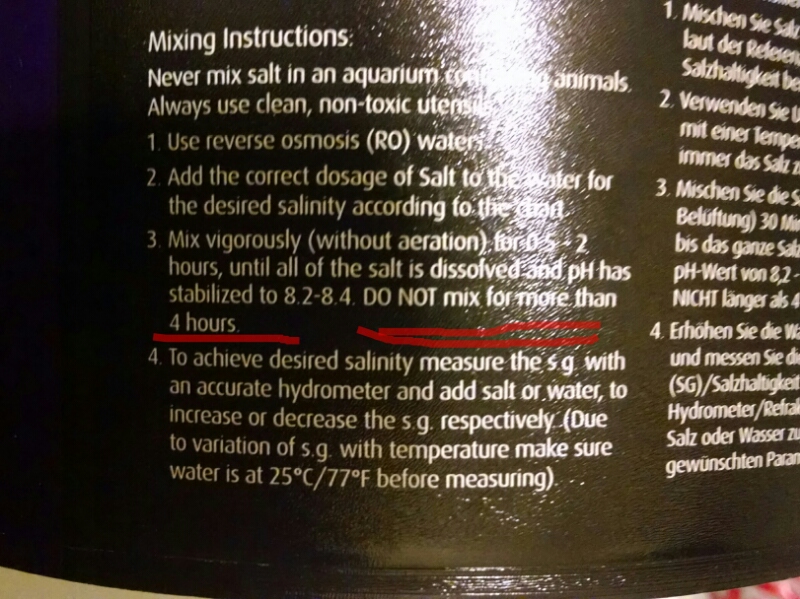 Mixing Instructions:
Never mix salt in an aquarium containing animals.
Always use clean, non-toxic utensils
1. Use reverse osmosis (RO) water.
2. Add the correct dosage of Salt to the water for
the desired salinity according to the chart
3. Mix vigorously (without aeration) for 0.5 - 2
hours, until all of the salt is dissolved and pH has
stabilized to 8.2-8.4. DO NOT mix for more than
4 hours.
4. To achieve desired salinity measure the s.g. with
an accurate hydrometer and add salt or water, to
increase or decrease the s.g. respectively. (Due
to variation of s.g. with temperature make sure
water is at 25°C/77°F before measuring)
1. Mischen Sie Salz
laut der
Salzhaltigkeit
2. Verwenden Sie
mit einer
immer das Salz
3. Mischen Sie die
Belüftung) 30
bis das ganze
pH-Wert von 8,2 -
NICHT länger als 4
4. Erhöhen Sie die
und messen Sie
(SG)/Salzhaltigkeit
Hydrometer/
Salz oder Wasser
gewünschten